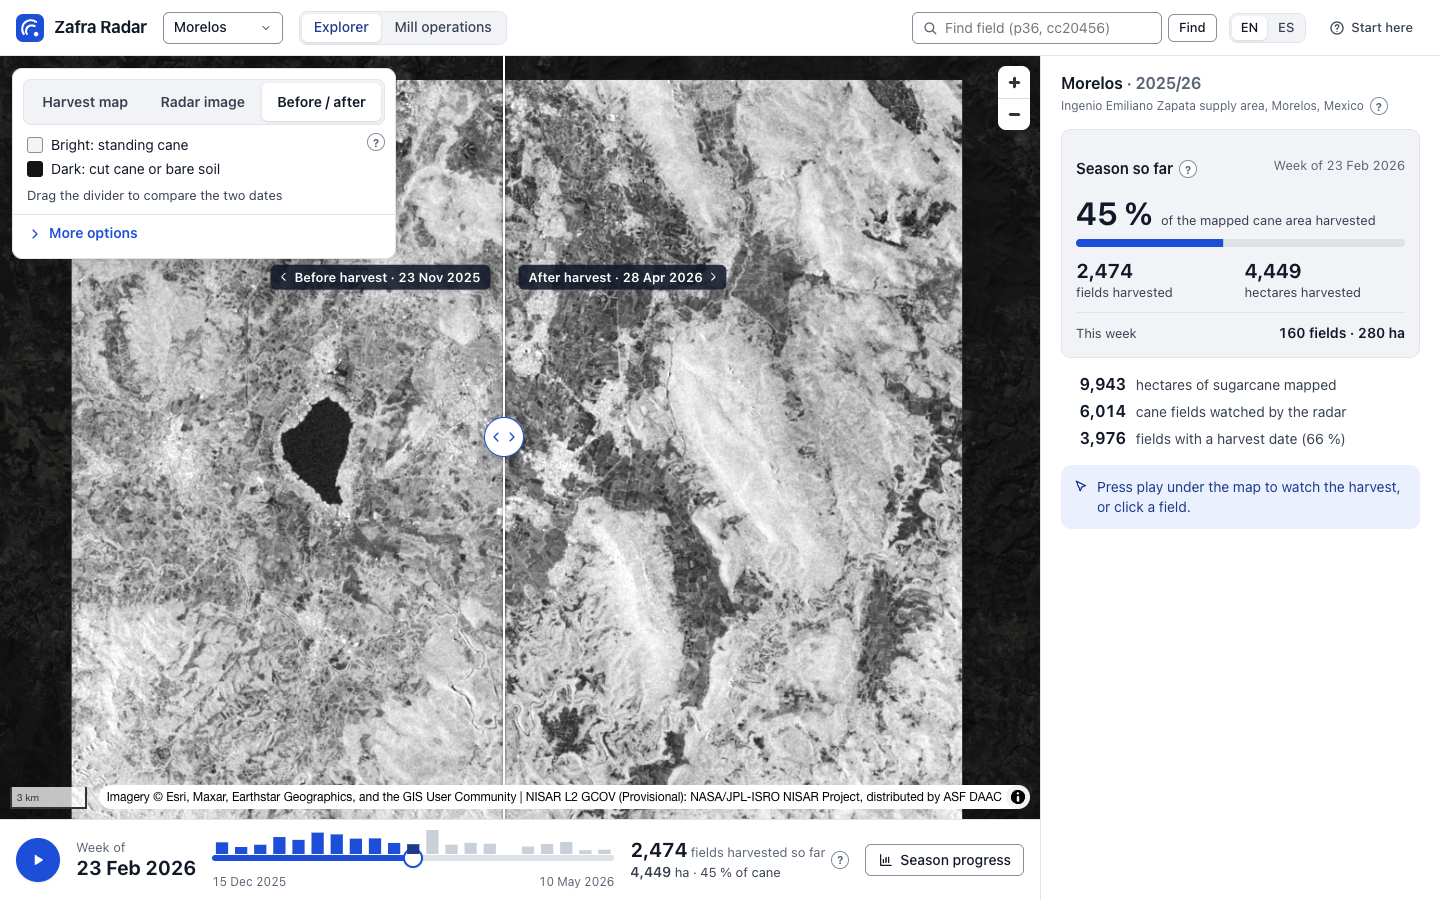 Zafra Radar
Morelos
Explorer
Mill operations
Find field (p36, cc20456)
Find
EN
ES
Start here
Harvest map
Radar image
Before / after
Bright: standing cane
Dark: cut cane or bare soil
Drag the divider to compare the two dates
More options
Before harvest · 23 Nov 2025
After harvest · 28 Apr 2026
3 km
Imagery © Esri, Maxar, Earthstar Geographics, and the GIS User Community | NISAR L2 GCOV (Provisional): NASA/JPL-ISRO NISAR Project, distributed by ASF DAAC
Week of
23 Feb 2026
15 Dec 2025
10 May 2026
2,474 fields harvested so far
4,449 ha · 45 % of cane
Season progress
Morelos · 2025/26
Ingenio Emiliano Zapata supply area, Morelos, Mexico
Season so far
Week of 23 Feb 2026
45 % of the mapped cane area harvested
2,474
fields harvested
4,449
hectares harvested
This week
160 fields · 280 ha
9,943 hectares of sugarcane mapped
6,014 cane fields watched by the radar
3,976 fields with a harvest date (66 %)
Press play under the map to watch the harvest,
or click a field.